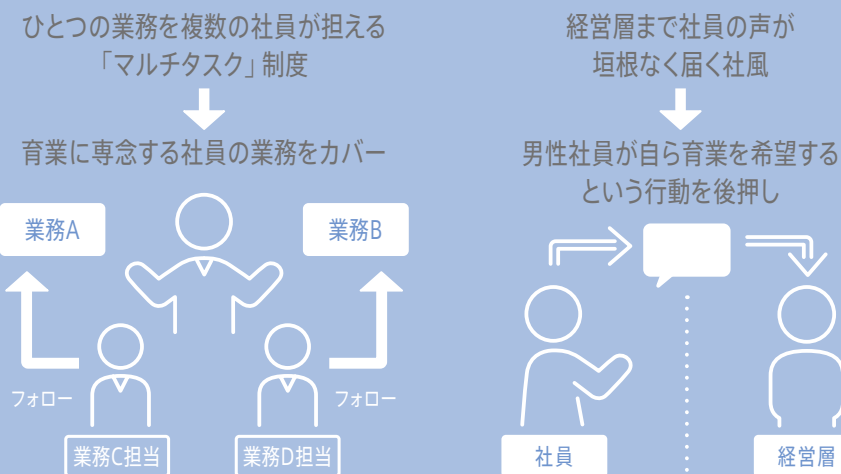 ひとつの業務を複数の社員が担える
「マルチタスク」制度
育業に専念する社員の業務をカバー
業務A
業務B
フォロー
フォロー
業務C担当
業務D担当
経営層まで社員の声が
垣根なく届く社風
男性社員が自ら育業を希望する
という行動を後押し
社員
経営層